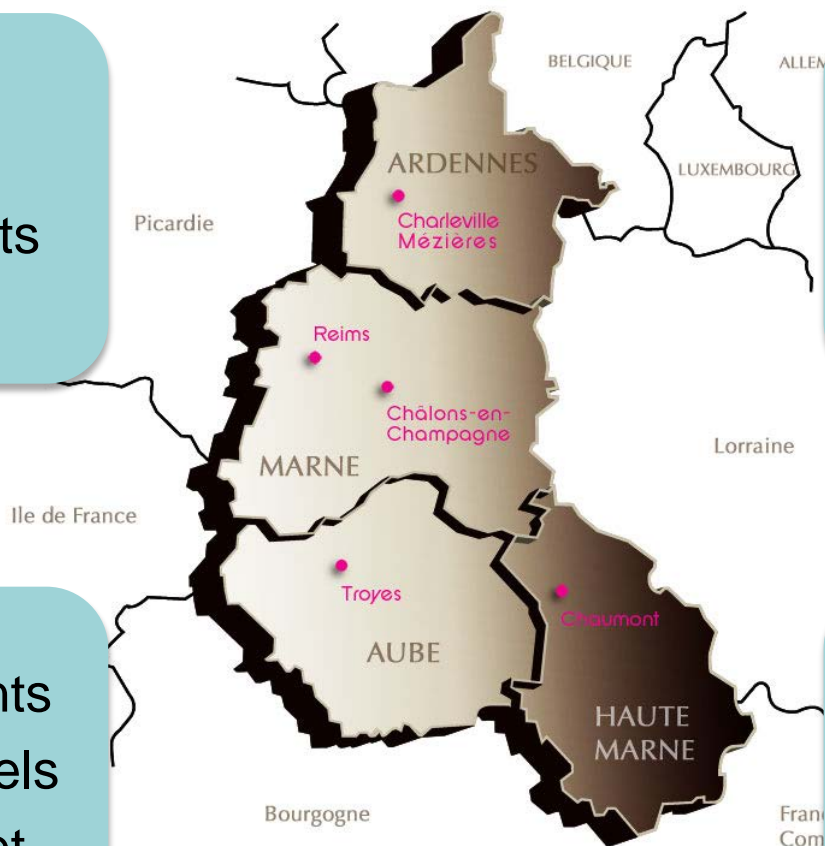 BELGIQUE
ARDENNES
LUXEMBOURG
ts
Picardie
Charleville
Mézières
Reims
Châlons-en-
Champagne
Lorraine
MARNE
Ile de France
Troyes
Chaumont
AUBE
nts
HAUTE
MARNE
els
Bourgogne